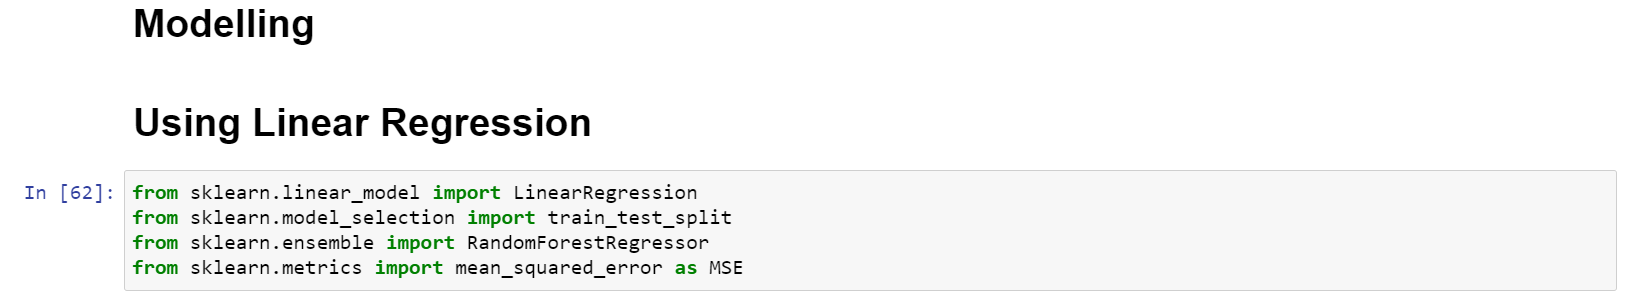 Modelling
Using Linear Regression
In [62]: from sklearn.linear_model import LinearRegression
from sklearn.model_selection import train_test_split
from sklearn.ensemble import RandomForestRegressor
from sklearn.metrics import mean_squared_error as MSE